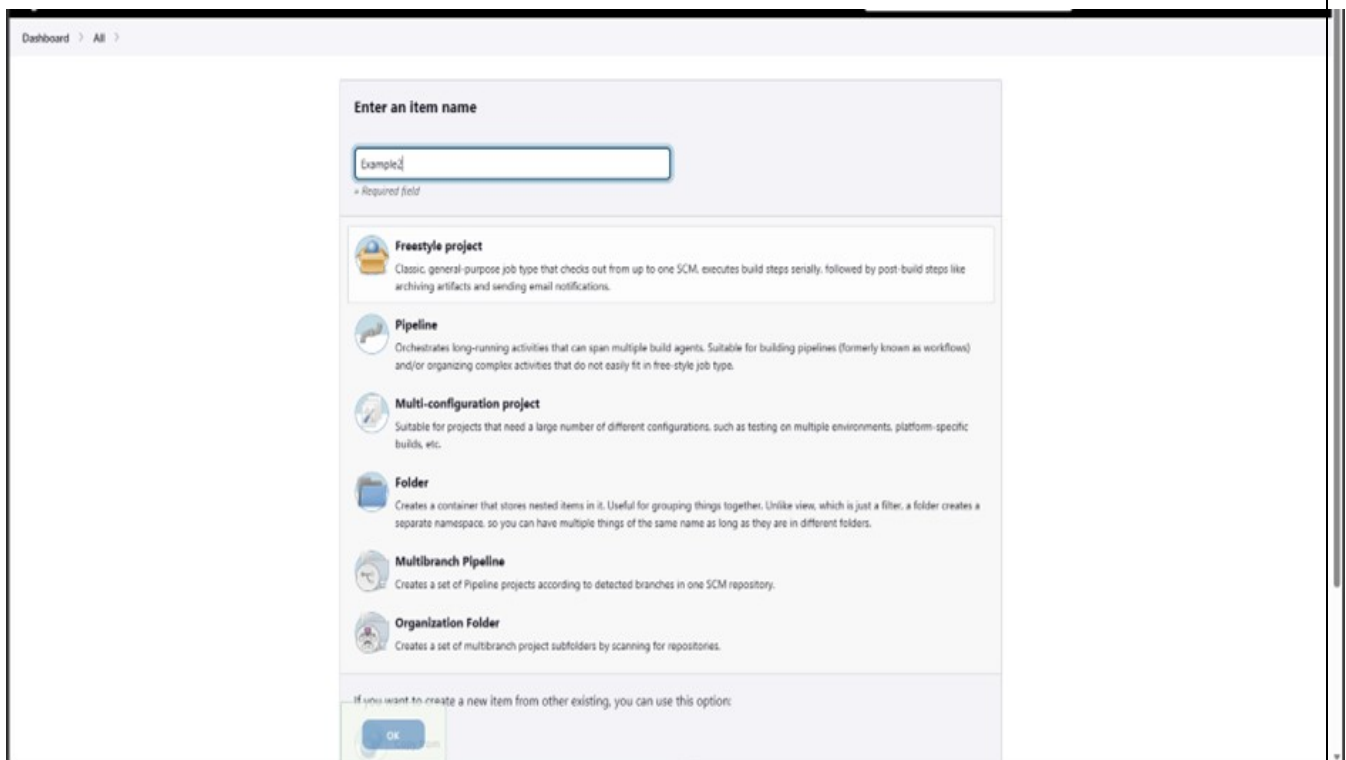 Dashboard > All >
Enter an item name
Example2
» Required field
Freestyle project
Classic, general-purpose job type that checks out from up to one SCM, executes build steps serially, followed by post-build steps like
archiving artifacts and sending email notifications.
Pipeline
Orchestrates long-running activities that can span multiple build agents. Suitable for building pipelines (formerly known as workflows)
and/or organizing complex activities that do not easily fit in free-style job type.
Multi-configuration project
Suitable for projects that need a large number of different configurations, such as testing on multiple environments, platform-specific
builds, etc.
Folder
Creates a container that stores nested items in it. Useful for grouping things together. Unlike view, which is just a filter, a folder creates a
separate namespace, so you can have multiple things of the same name as long as they are in different folders.
Multibranch Pipeline
Creates a set of Pipeline projects according to detected branches in one SCM repository.
Organization Folder
Creates a set of multibranch project subfolders by scanning for repositories.
If you want to create a new item from other existing, you can use this option:
OK
Copy from